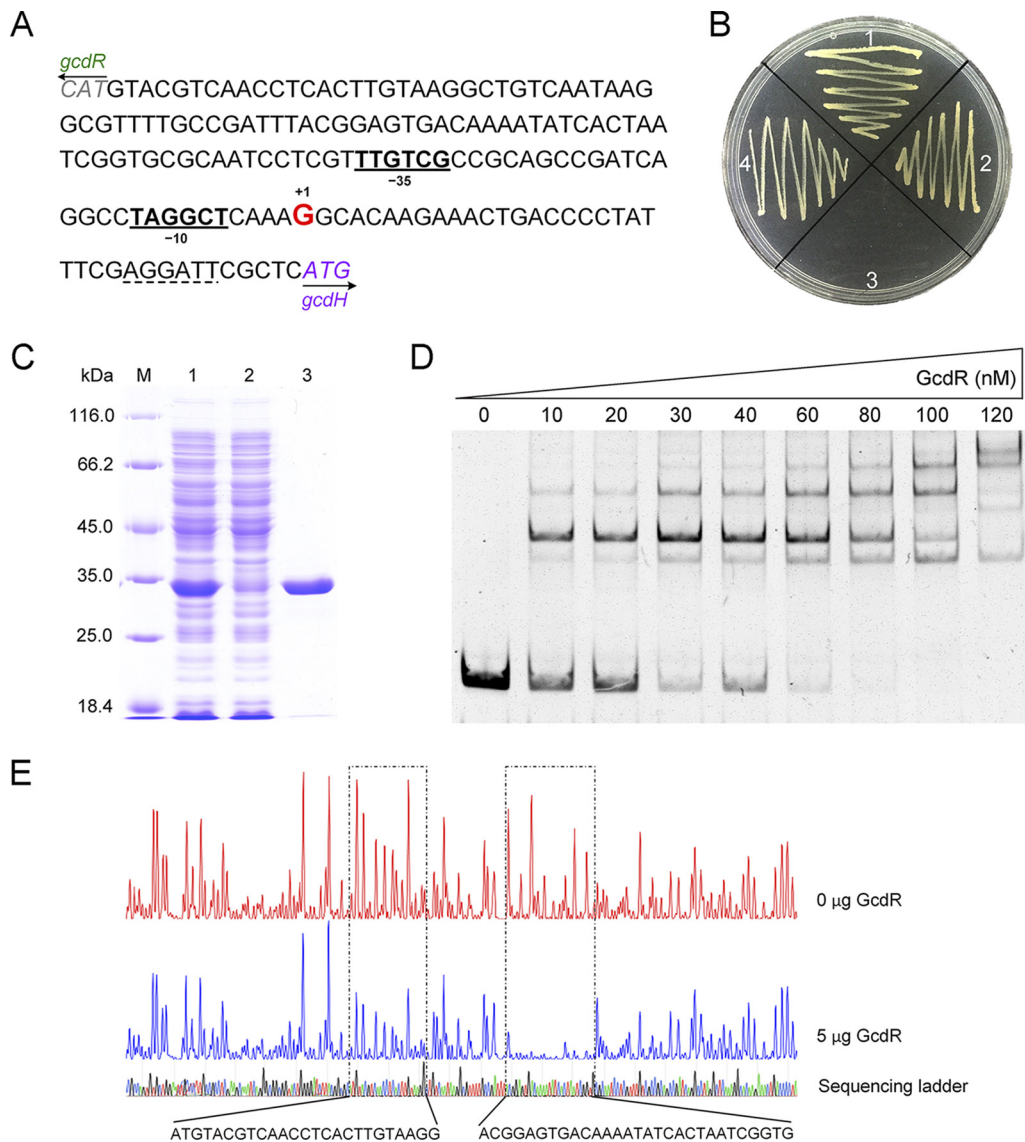 A
gcdR
CATGTACGTCAACCTCACTTGTAAGGCTGTCAATAAG
GCGTTTTGCCGATTTACGGAGTGACAAAATATCACTAA
TCGGTGCGCAATCCTCGTTTGTCGCCGCAGCCGATCA
−35
+1
GGCCTAGGCTCAAAGGCACAAGAAACTGACCCCTAT
−10
TTCGAGGATTCGCTCATG
gcdH
B
1
2
3
4
C
kDa M 1 2 3
116.0
66.2
45.0
35.0
25.0
18.4
D
GcdR (nM)
0 10 20 30 40 60 80 100 120
E
0 µg GcdR
5 µg GcdR
Sequencing ladder
ATGTACGTCAACCTCACTTGTAAGG ACGGAGTGACAAAATATCACTAATCGGTG